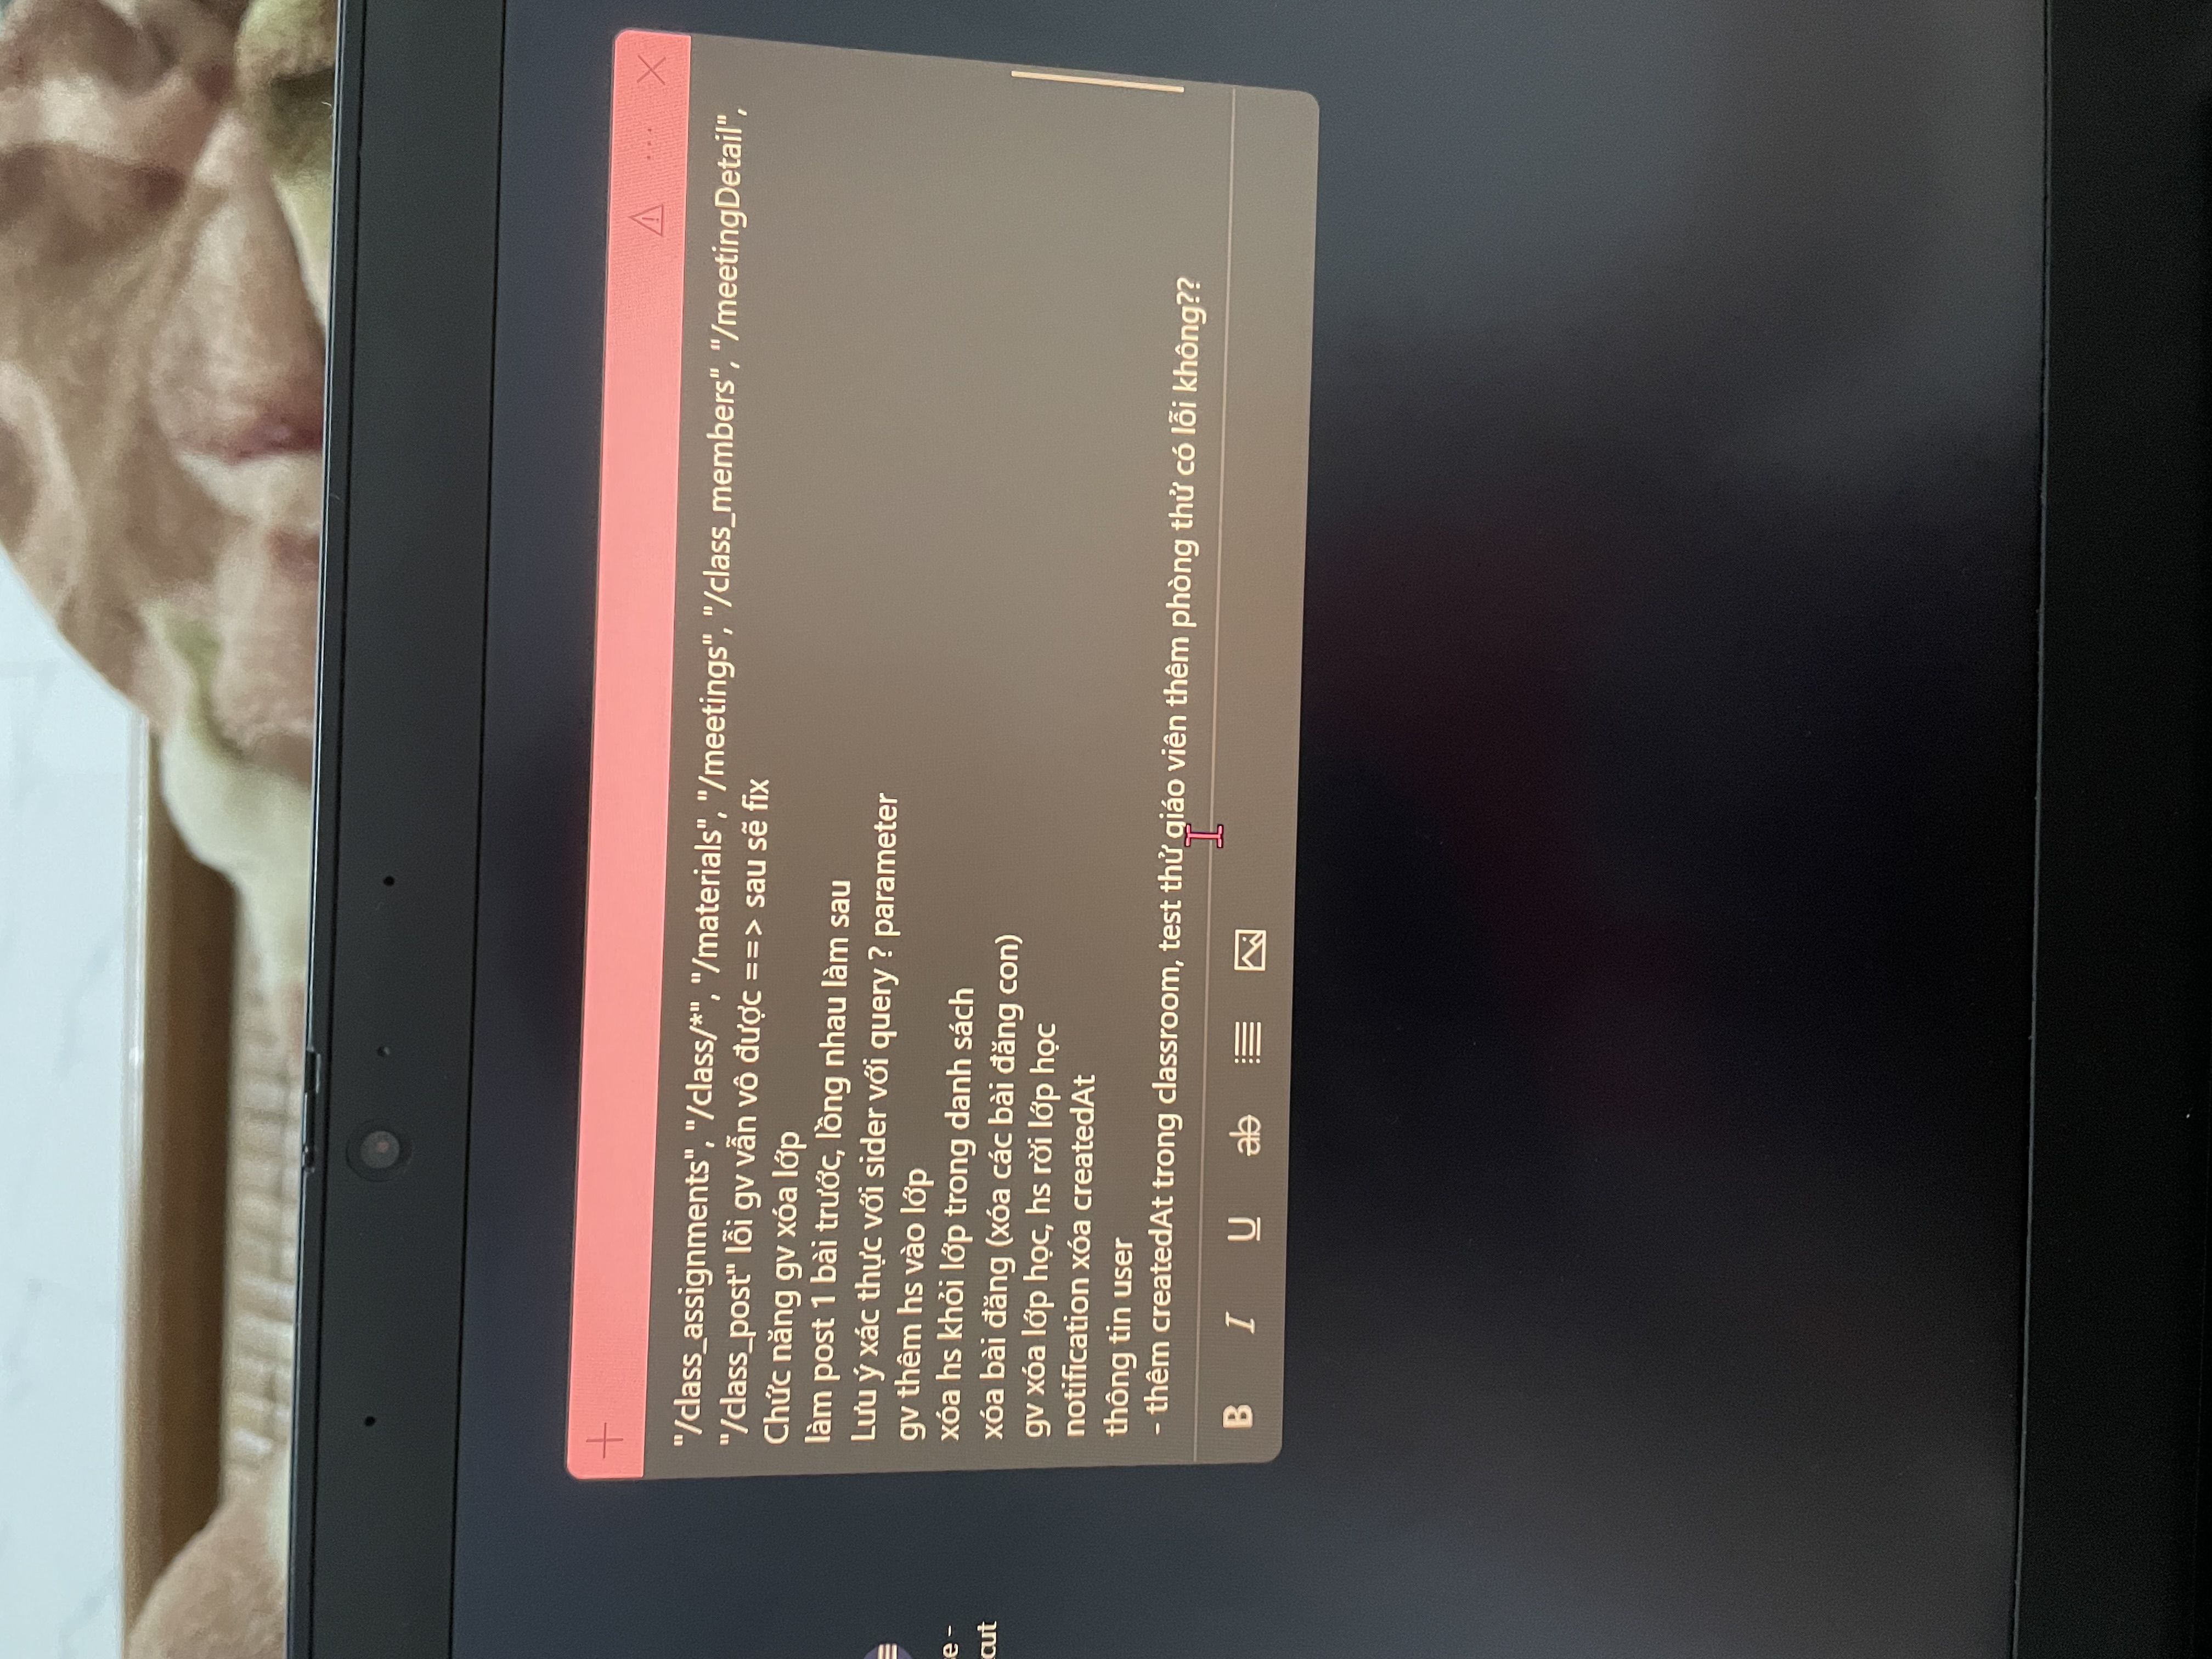 "/class_assignments", "/class/*", "/materials", "/meetings", "/class_members", "/meetingDetail",
"/class_post" lỗi gv vẫn vô được ==> sau sẽ fix
Chức năng gv xóa lớp
làm post 1 bài trước, lồng nhau làm sau
Lưu ý xác thực với sider với query ? parameter
gv thêm hs vào lớp
xóa hs khỏi lớp trong danh sách
xóa bài đăng (xóa các bài đăng con)
gv xóa lớp học, hs rời lớp học
notification xóa createdAt
thông tin user
- thêm createdAt trong classroom, test thử giáo viên thêm phòng thử có lỗi không??
B I U ab
e -
cut